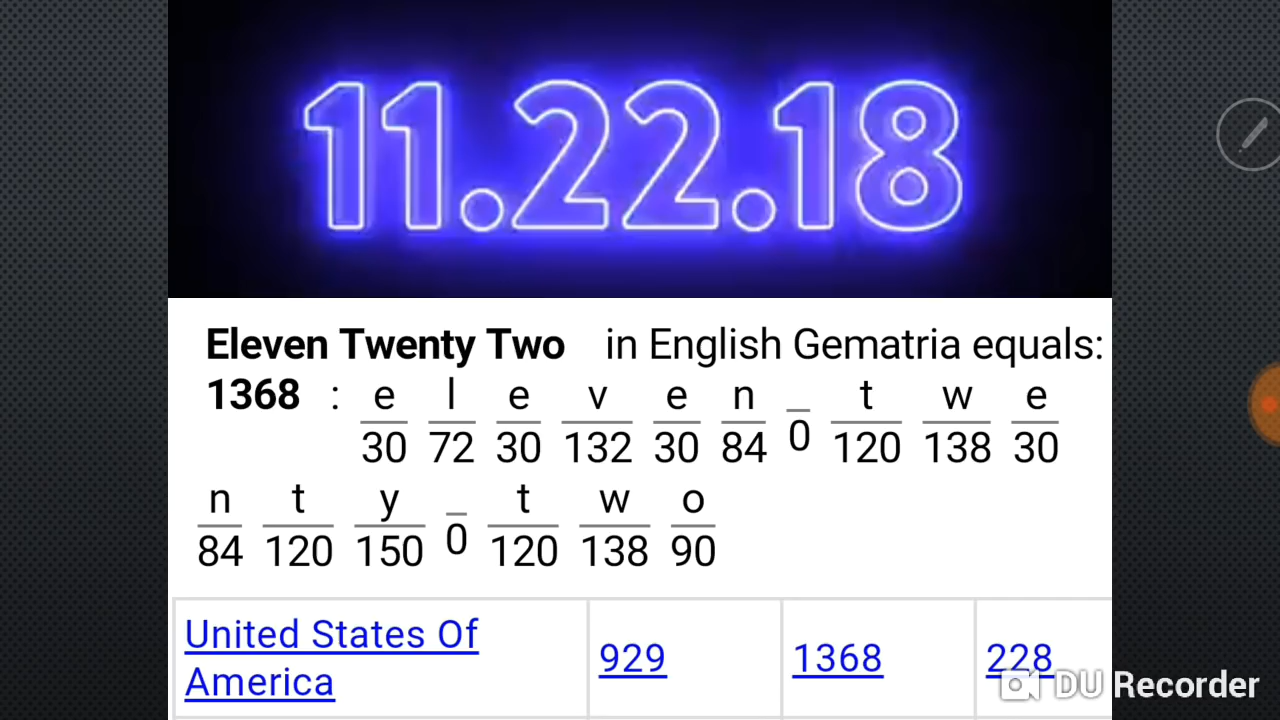 11.22.18
Eleven Twenty Two in English Gematria equals:
1368 : e l e v e n _ t w e
30 72 30 132 30 84 0 120 138 30
n t y _ t w o
84 120 150 0 120 138 90
United States Of
America
929 1368 228
DU Recorder